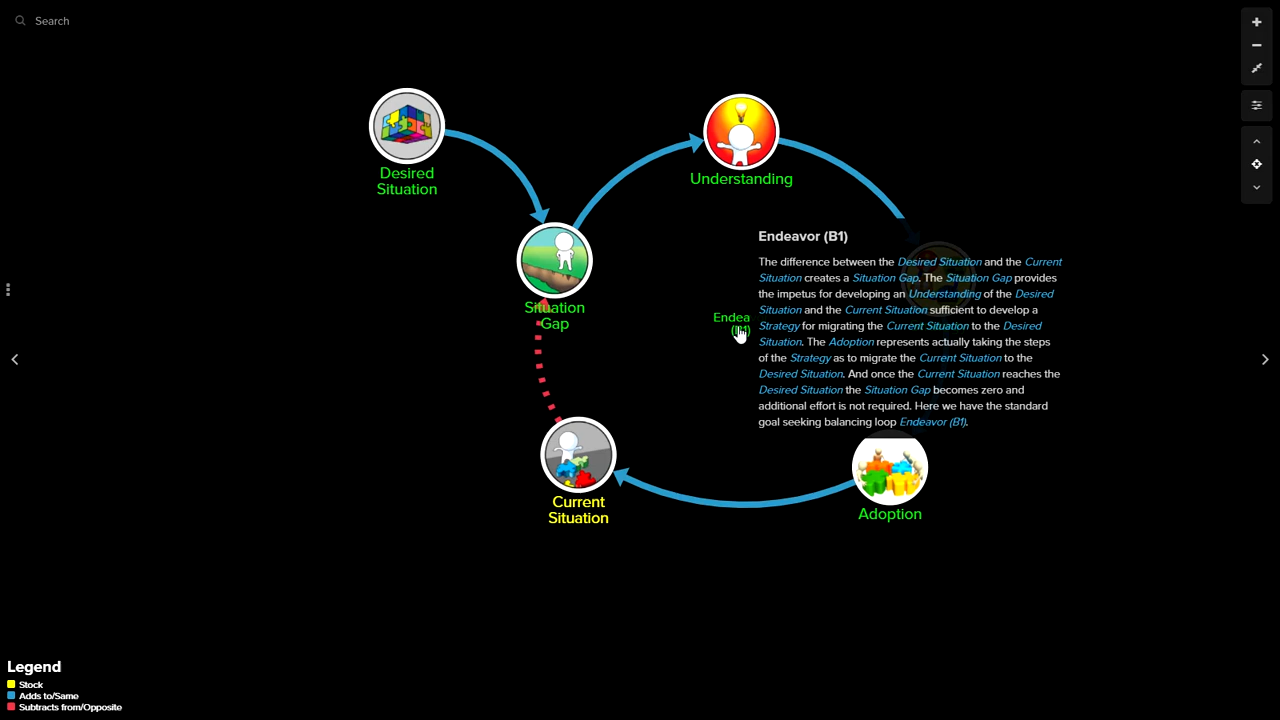 Search
Desired
Situation
Understanding
Situation
Gap
Endea
Endeavor (B1)
The difference between the Desired Situation and the Current
Situation creates a Situation Gap. The Situation Gap provides
the impetus for developing an Understanding of the Desired
Situation and the Current Situation sufficient to develop a
Strategy for migrating the Current Situation to the Desired
Situation. The Adoption represents actually taking the steps
of the Strategy as to migrate the Current Situation to the
Desired Situation. And once the Current Situation reaches the
Desired Situation the Situation Gap becomes zero and
additional effort is not required. Here we have the standard
goal seeking balancing loop Endeavor (B1).
Current
Situation
Adoption
Legend
Stock
Adds to/Same
Subtracts from/Opposite